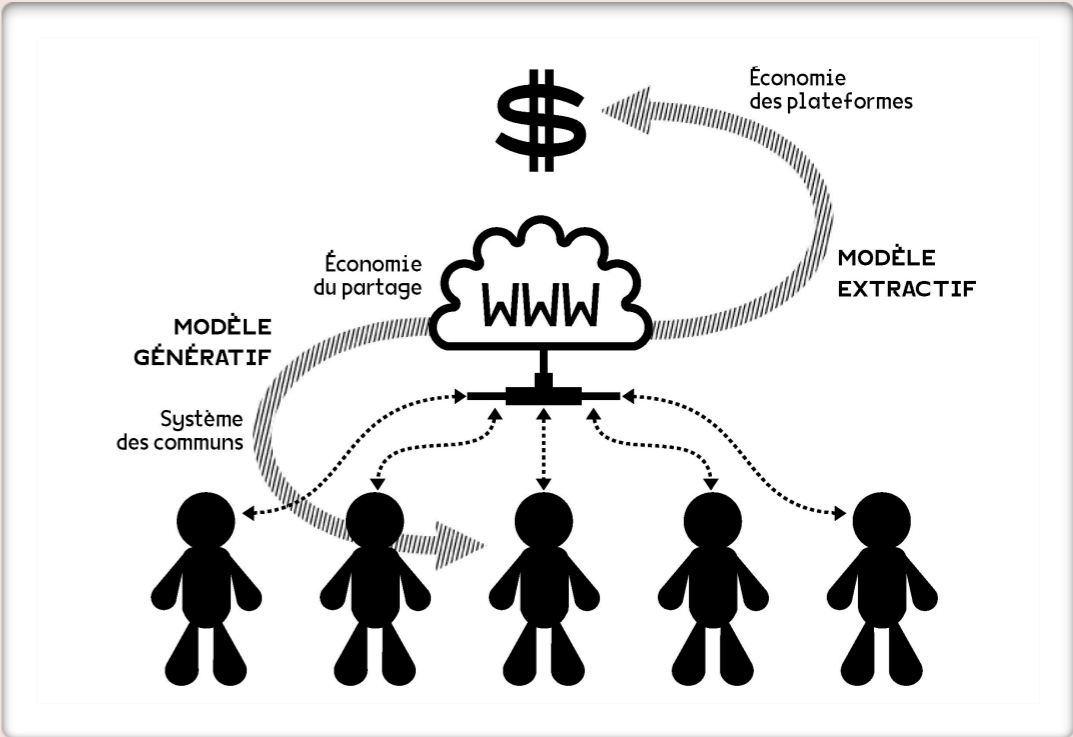 $
Économie
des plateformes
Économie
du partage
WWW
MODÈLE
EXTRACTIF
MODÈLE
GÉNÉRATIF
Système
des communs